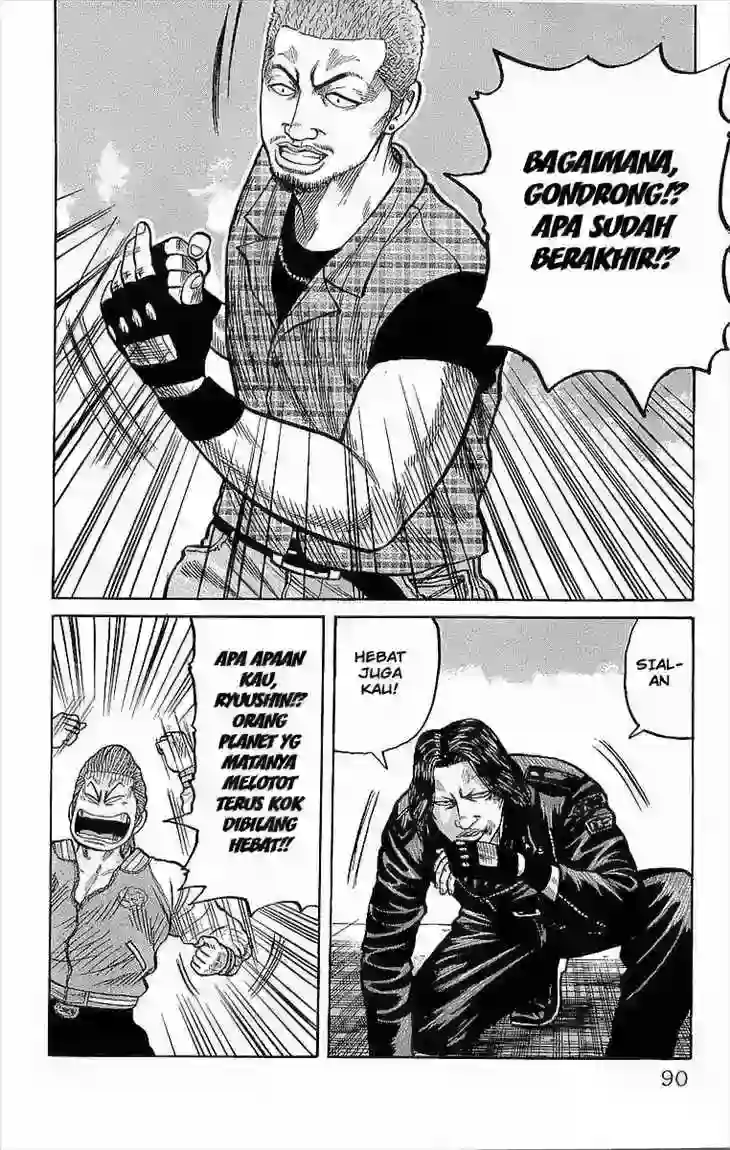 BAGAIMANA,
GONDRONG!?
APA SUDAH
BERAKHIR!?
SIAL-
AN
HEBAT
JUGA
KAU!
APA APAAN
KAU,
RYUUSHIN!?
ORANG
PLANET YG
MATANYA
MELOTOT
TERUS KOK
DIBILANG
HEBAT!!
90